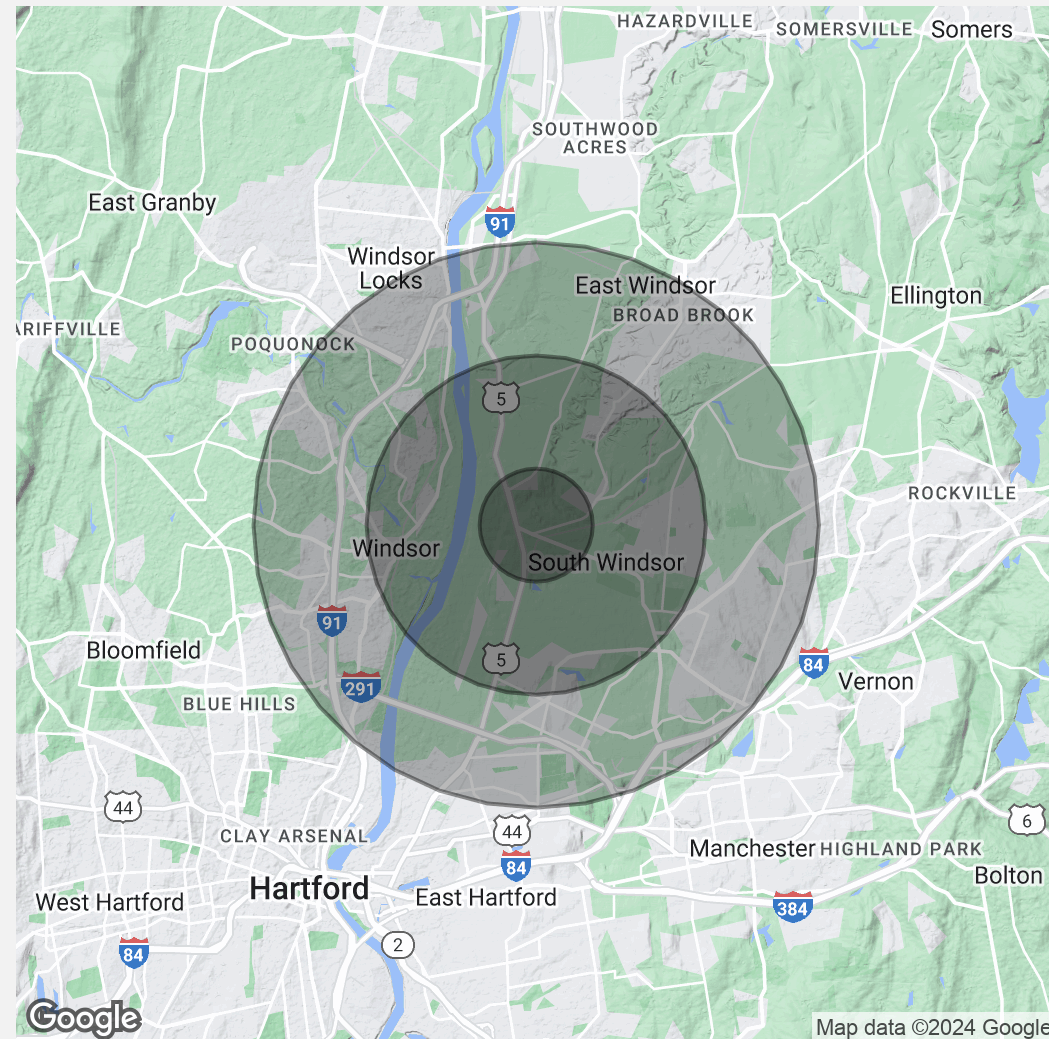 HAZARDVILLE
SOMERSVILLE
Somers
SOUTHWOOD
ACRES
East Granby
91
Windsor
Locks
East Windsor
BROAD BROOK
Ellington
ARIFFVILLE
POQUONOCK
5
ROCKVILLE
Windsor
South Windsor
91
Bloomfield
5
84
291
Vernon
BLUE HILLS
44
44
6
CLAY ARSENAL
Manchester
HIGHLAND PARK
84
Bolton
Hartford
East Hartford
West Hartford
384
2
84
Google
Map data ©2024 Google